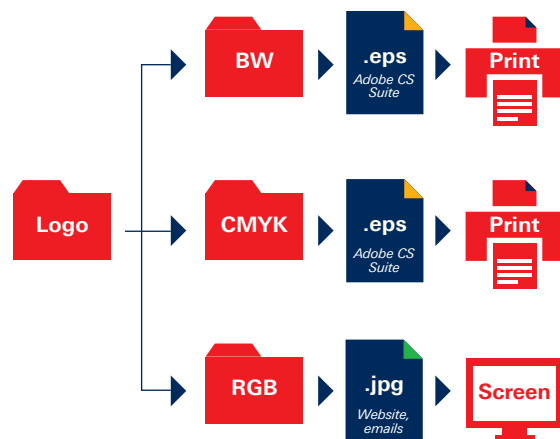 BW
.eps
Adobe CS
Suite
Print
Logo
CMYK
.eps
Adobe CS
Suite
Print
RGB
.jpg
Website,
emails
Screen